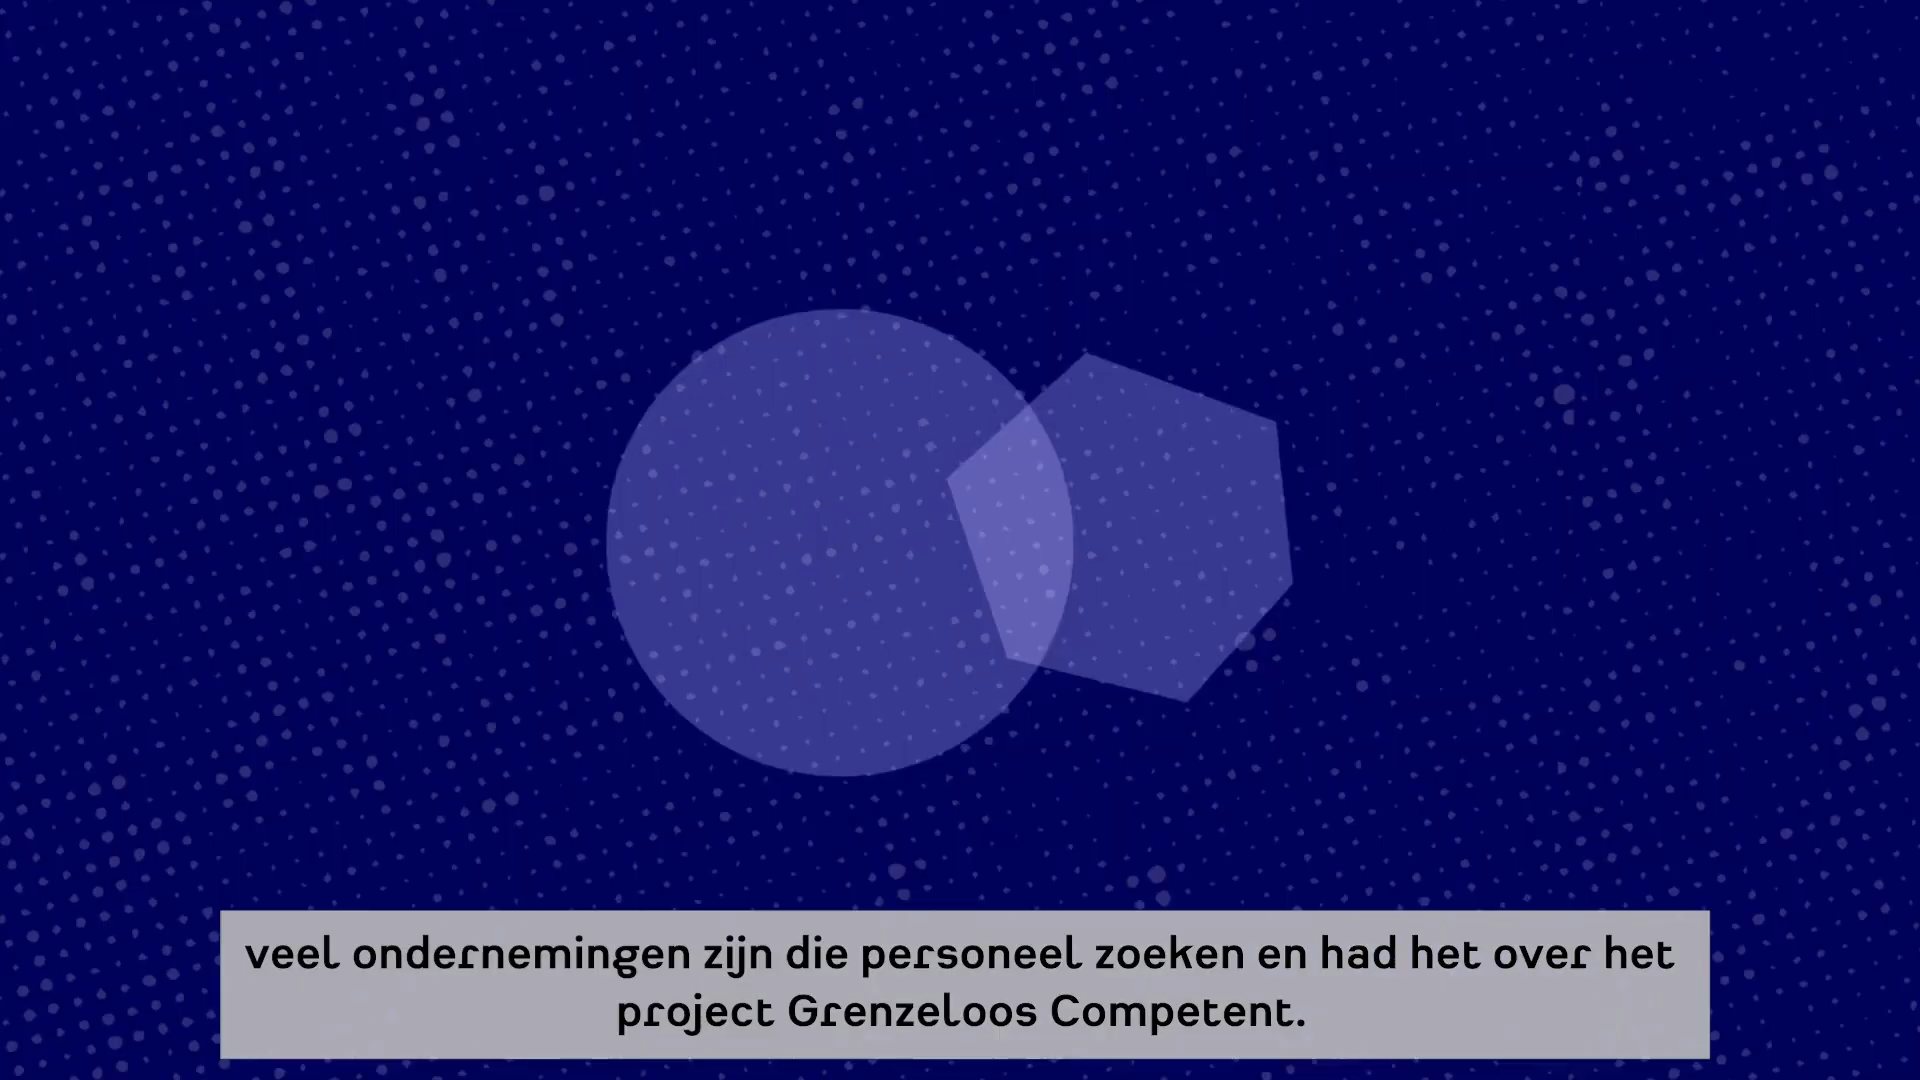 veel ondernemingen zijn die personeel zoeken en had het over het
project Grenzeloos Competent.